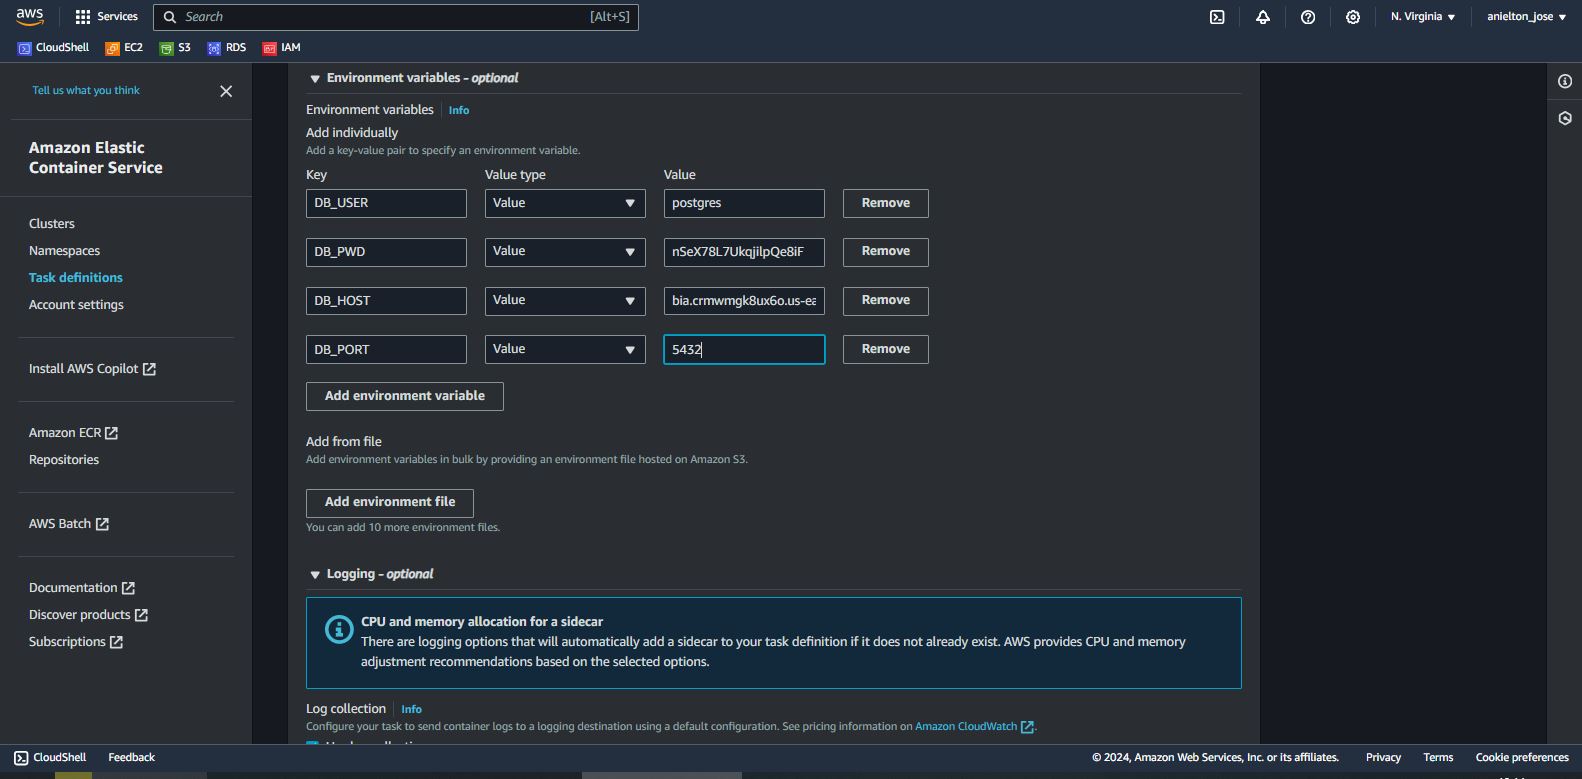 aws
Services
Search
[Alt+S]
N. Virginia
anielton_jose
CloudShell
EC2
S3
RDS
IAM
Tell us what you think
Amazon Elastic
Container Service
Clusters
Namespaces
Task definitions
Account settings
Install AWS Copilot
Amazon ECR
Repositories
AWS Batch
Documentation
Discover products
Subscriptions
Environment variables - optional
Environment variables
Info
Add individually
Add a key-value pair to specify an environment variable.
Key Value type Value
DB_USER Value postgres Remove
DB_PWD Value nSeX78L7UkqjilpQe8iF Remove
DB_HOST Value bia.crmwmgk8ux6o.us-ea Remove
DB_PORT Value 5432 Remove
Add environment variable
Add from file
Add environment variables in bulk by providing an environment file hosted on Amazon S3.
Add environment file
You can add 10 more environment files.
Logging - optional
CPU and memory allocation for a sidecar
There are logging options that will automatically add a sidecar to your task definition if it does not already exist. AWS provides CPU and memory
adjustment recommendations based on the selected options.
Log collection
Info
Configure your task to send container logs to a logging destination using a default configuration. See pricing information on Amazon CloudWatch.
CloudShell
Feedback
© 2024, Amazon Web Services, Inc. or its affiliates.
Privacy
Terms
Cookie preferences